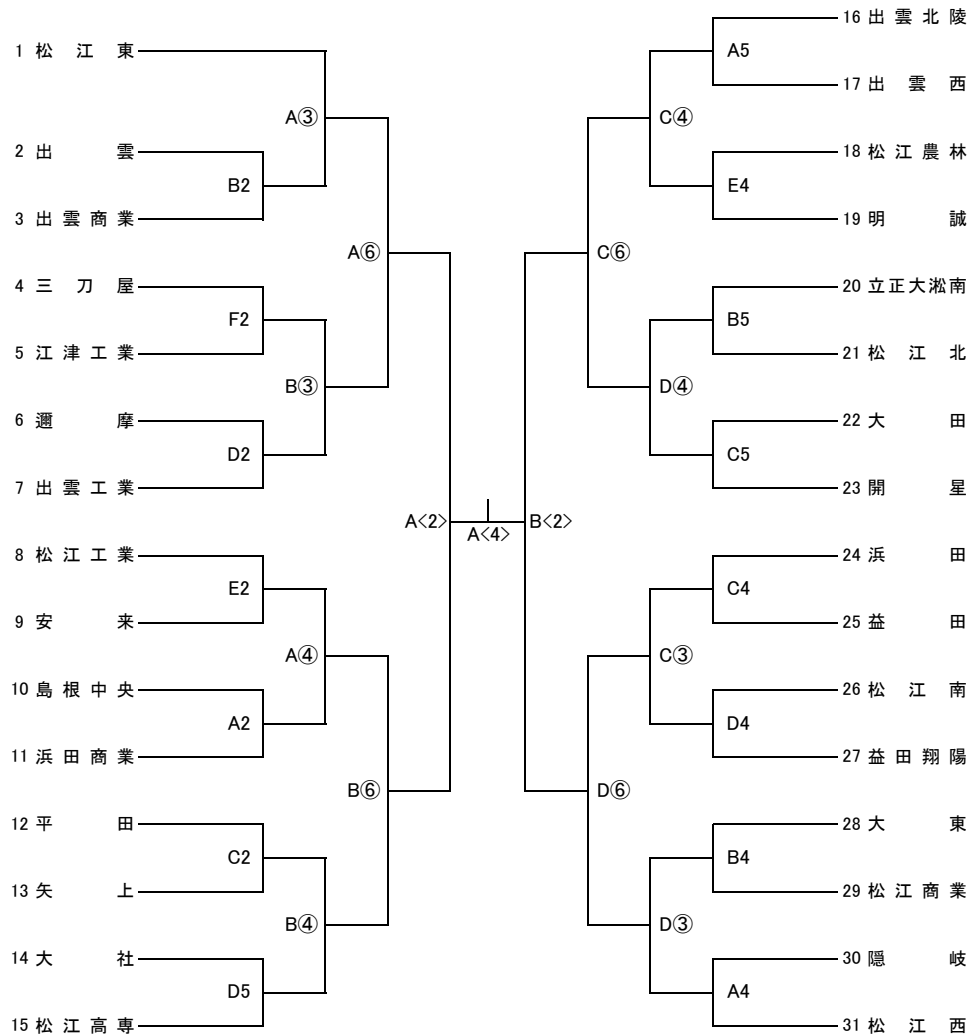 1 松江東
2 出雲
3 出雲商業
4 三刀屋
5 江津工業
6 邇摩
7 出雲工業
8 松江工業
9 安来
10 島根中央
11 浜田商業
12 平田
13 矢上
14 大社
15 松江高専
B2
F2
D2
E2
A2
C2
D5
A③
B③
A④
B④
A⑥
B⑥
A<2>
A<4>
B<2>
C⑥
D⑥
C④
D④
C③
D③
A5
E4
B5
C5
C4
D4
B4
A4
16 出雲北陵
17 出雲西
18 松江農林
19 明誠
20 立正大淞南
21 松江北
22 大田
23 開星
24 浜田
25 益田
26 松江南
27 益田翔陽
28 大東
29 松江商業
30 隠岐
31 松江西